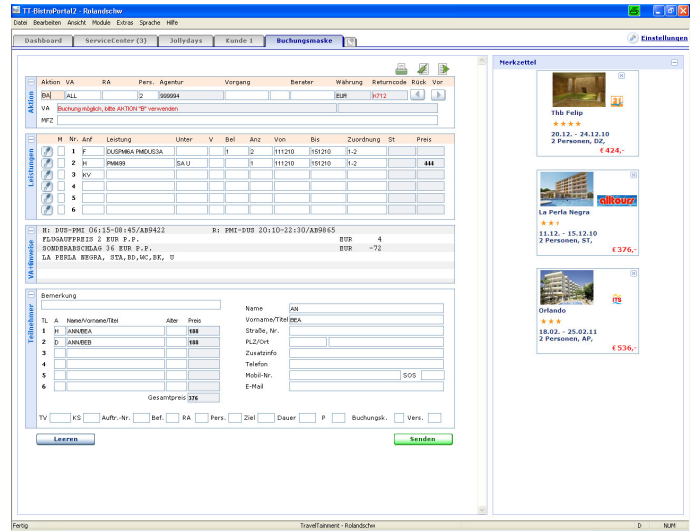 TT-BistroPortal2 - Rolandschw
Datei Bearbeiten Ansicht Module Extras Sprache Hilfe
Dashboard ServiceCenter (3) Jollydays Kunde 1 Buchungsmaske
Einstellungen
Aktion
Aktion VA RA Pers. Agentur Vorgang Berater Währung Returncode Rück Vor
BA ALL 2 999994 EUR K712
VA Buchung möglich, bitte AKTION "B" verwenden
MFZ
Leistungen
M Nr. Anf Leistung Unter V Bel Anz Von Bis Zuordnung St Preis
1 F DUSPMI6A PMIDUS3A 1 2 111210 151210 1-2
2 H PMI499 SA U 1 111210 151210 1-2 444
3 KV
4
5
6
VA-Hinweise
H: DUS-PMI 06:15-08:45/AB9422 R: PMI-DUS 20:10-22:30/AB9865
FLUGAUFPREIS 2 EUR P.P. EUR 4
SONDERABSCHLAG 36 EUR P.P. EUR -72
LA PERLA NEGRA, STA,BD,WC,BK, U
Teilnehmer
Bemerkung
TL A Name/Vorname/Titel Alter Preis
1 H ANN/BEA 188
2 D ANN/BEB 188
3
4
5
6
Gesamtpreis 376
Name AN
Vorname/Titel BEA
Straße, Nr.
PLZ/Ort
Zusatzinfo
Telefon
Mobil-Nr. SOS
E-Mail
TV KS Auftr.-Nr. Bef. RA Pers. Ziel Dauer P Buchungsk. Vers.
Leeren Senden
Merkzettel
Thb Felip
20.12. - 24.12.10
2 Personen, DZ,
€ 424,-
alltours
La Perla Negra
11.12. - 15.12.10
2 Personen, ST,
€ 376,-
ITS
Orlando
18.02. - 25.02.11
2 Personen, AP,
€ 536,-
Fertig TravelTainment - Rolandschw D NUM